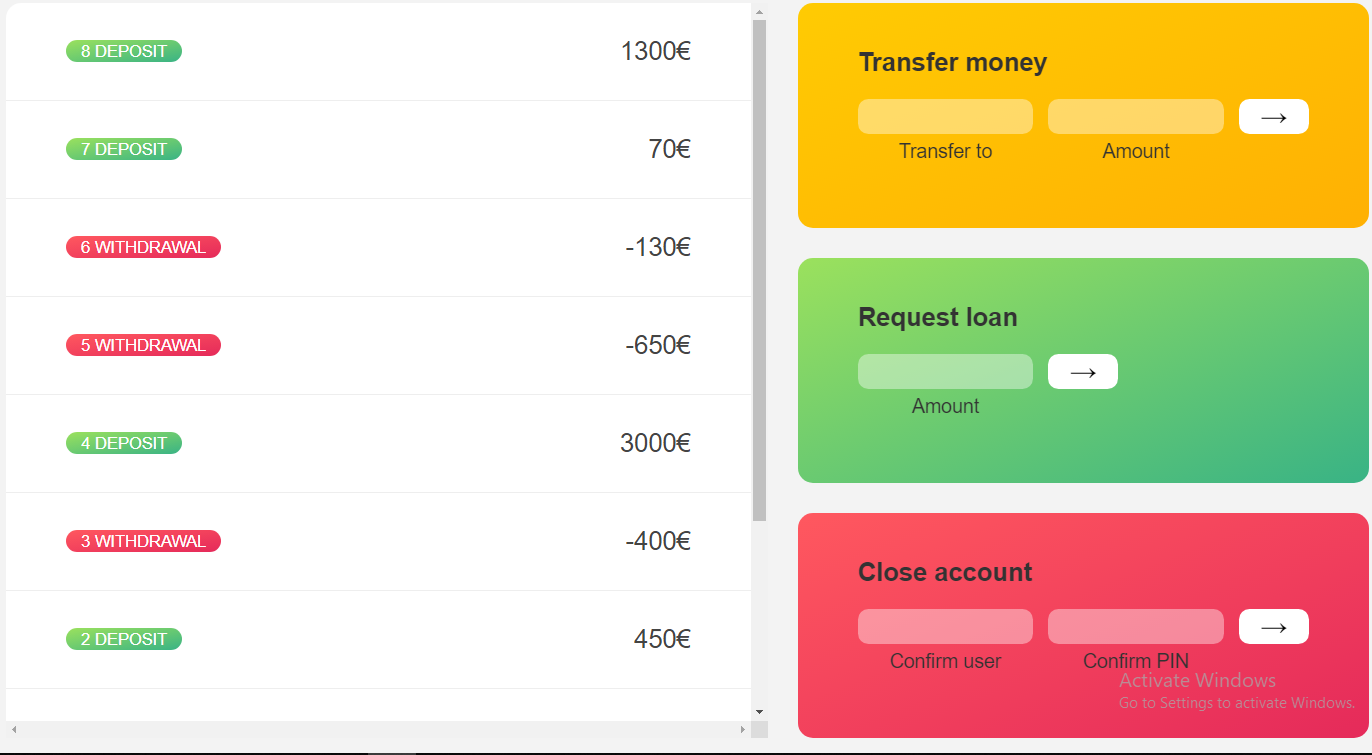 8 DEPOSIT 1300€
7 DEPOSIT 70€
6 WITHDRAWAL -130€
5 WITHDRAWAL -650€
4 DEPOSIT 3000€
3 WITHDRAWAL -400€
2 DEPOSIT 450€
Transfer money
→
Transfer to Amount
Request loan
→
Amount
Close account
→
Confirm user Confirm PIN
Activate Windows
Go to Settings to activate Windows.